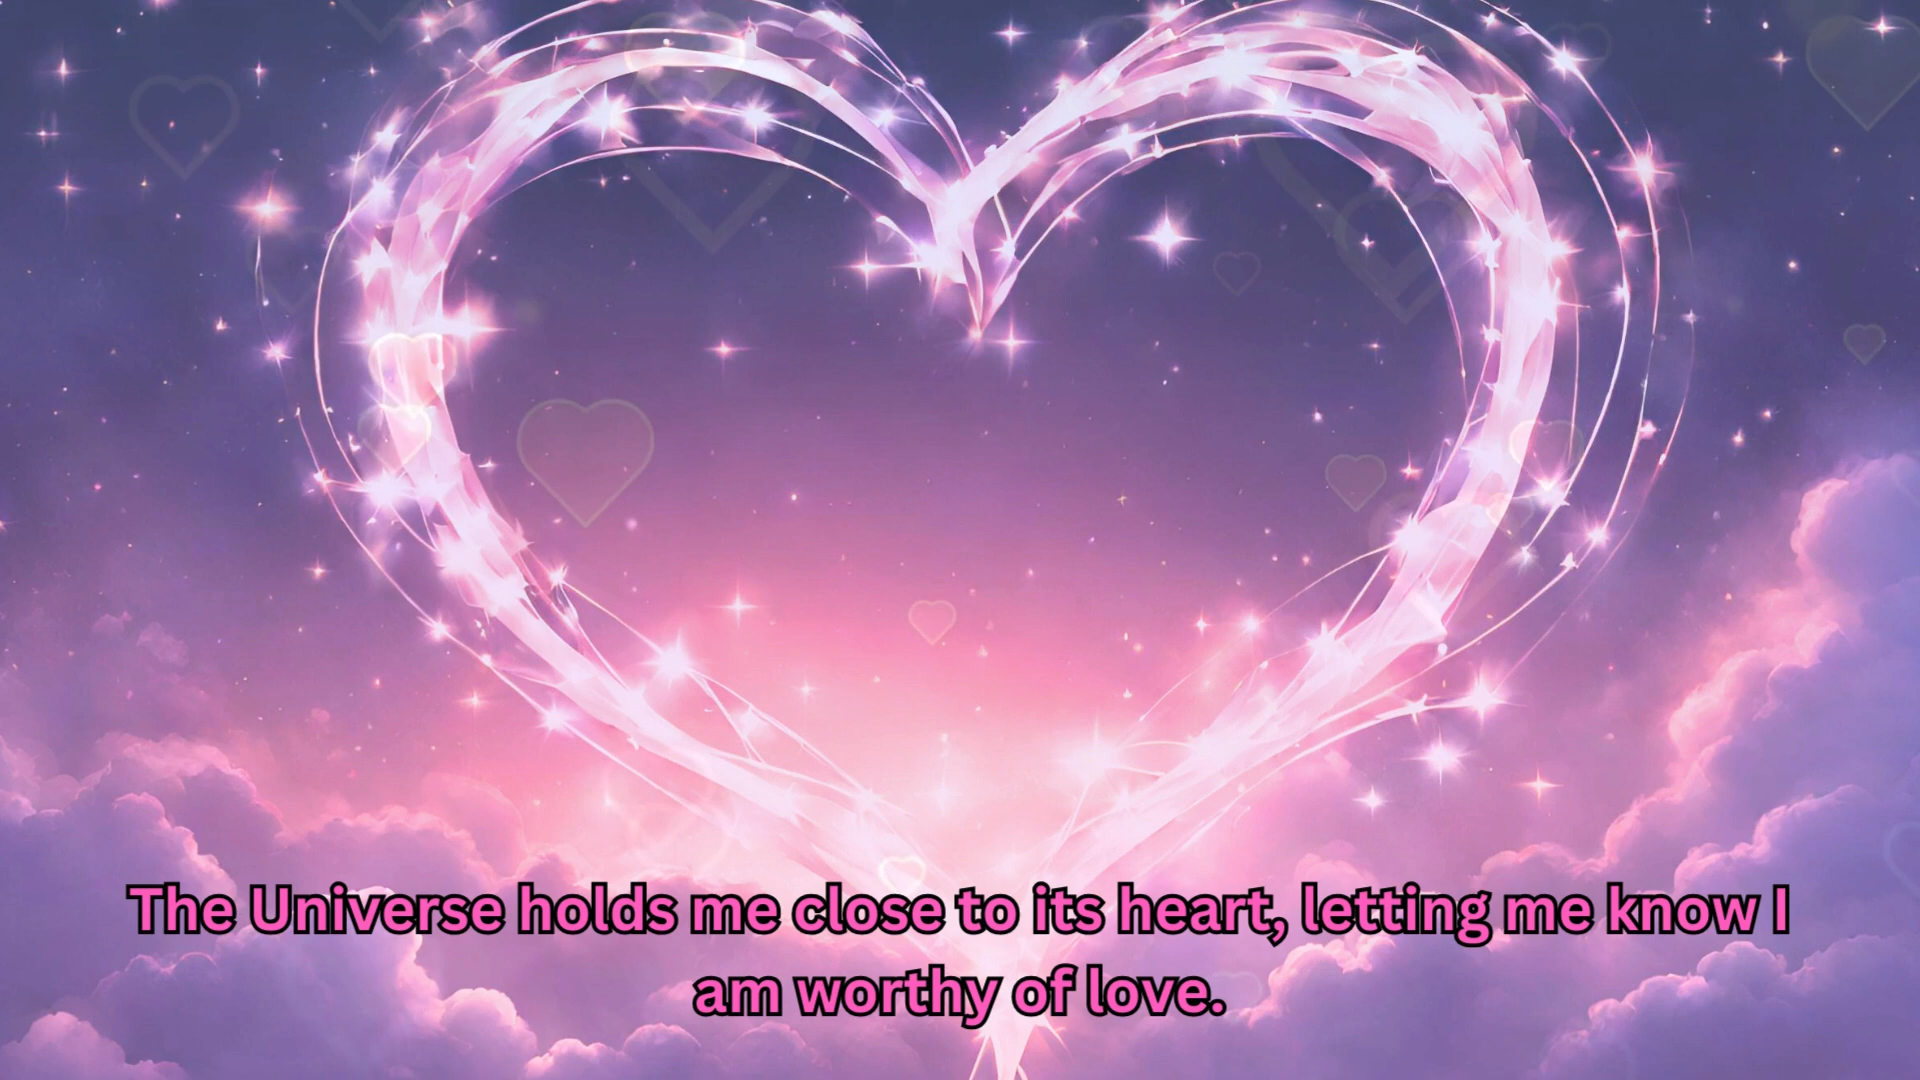 The Universe holds me close to its heart, letting me know I
am worthy of love.